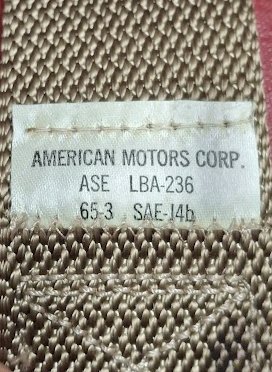 AMERICAN MOTORS CORP.
ASE LBA-236
65-3 SAE-J4b